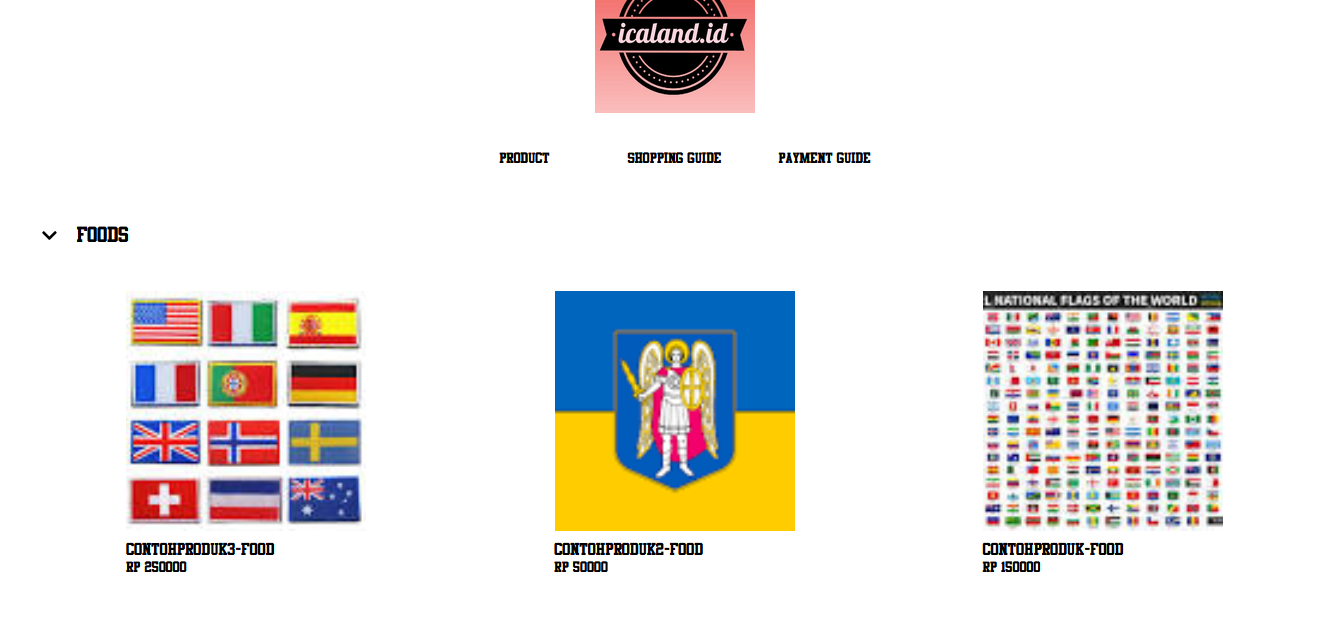 icaland.id
PRODUCT
SHOPPING GUIDE
PAYMENT GUIDE
FOODS
L NATIONAL FLAGS OF THE WORLD
CONTOHPRODUK3-FOOD
RP 250000
CONTOHPRODUK2-FOOD
RP 50000
CONTOHPRODUK-FOOD
RP 150000